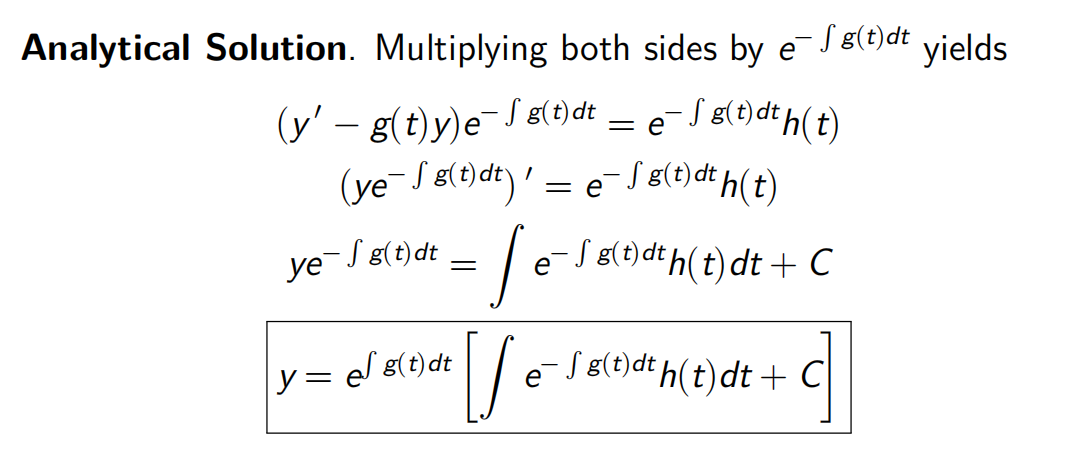 Analytical Solution. Multiplying both sides by $e^{-\int g(t)dt}$ yields
$(y' - g(t)y)e^{-\int g(t)dt} = e^{-\int g(t)dt}h(t)$
$(ye^{-\int g(t)dt})' = e^{-\int g(t)dt}h(t)$
$ye^{-\int g(t)dt} = \int e^{-\int g(t)dt}h(t)dt + C$
$y = e^{\int g(t)dt}\left[\int e^{-\int g(t)dt}h(t)dt + C\right]$